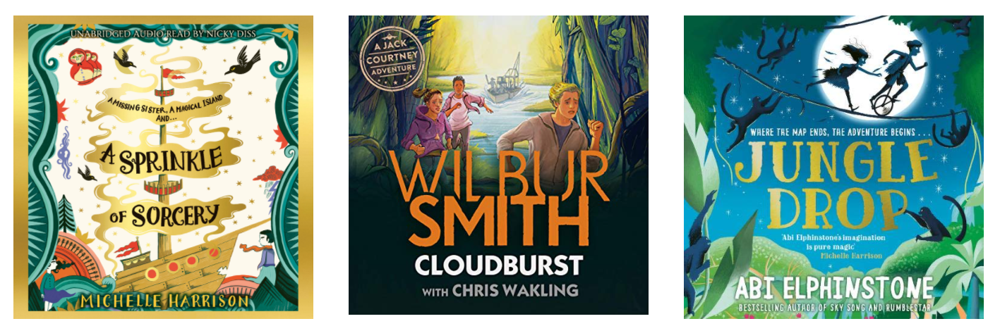 UNABRIDGED AUDIO READ BY NICKY DISS
A MISSING SISTER, A MAGICAL ISLAND
AND...
A SPRINKLE
OF SORCERY
MICHELLE HARRISON
A JACK
COURTNEY
ADVENTURE
WILBUR
SMITH
CLOUDBURST
WITH CHRIS WAKLING
WHERE THE MAP ENDS, THE ADVENTURE BEGINS...
JUNGLE
DROP
'Abi Elphinstone's imagination
is pure magic'
Michelle Harrison
ABI ELPHINSTONE
BESTSELLING AUTHOR OF SKY SONG AND RUMBLESTAR